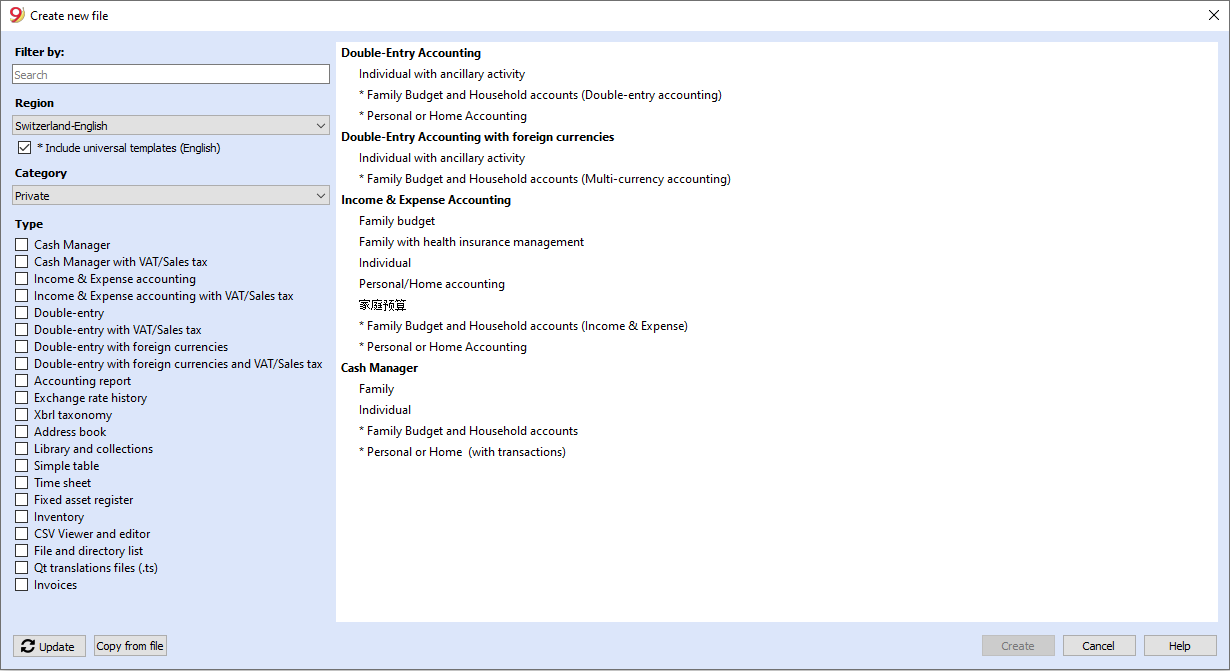 Create new file
Filter by:
Search
Region
Switzerland-English
* Include universal templates (English)
Category
Private
Type
Cash Manager
Cash Manager with VAT/Sales tax
Income & Expense accounting
Income & Expense accounting with VAT/Sales tax
Double-entry
Double-entry with VAT/Sales tax
Double-entry with foreign currencies
Double-entry with foreign currencies and VAT/Sales tax
Accounting report
Exchange rate history
Xbrl taxonomy
Address book
Library and collections
Simple table
Time sheet
Fixed asset register
Inventory
CSV Viewer and editor
File and directory list
Qt translations files (.ts)
Invoices
Double-Entry Accounting
Individual with ancillary activity
* Family Budget and Household accounts (Double-entry accounting)
* Personal or Home Accounting
Double-Entry Accounting with foreign currencies
Individual with ancillary activity
* Family Budget and Household accounts (Multi-currency accounting)
Income & Expense Accounting
Family budget
Family with health insurance management
Individual
Personal/Home accounting
家庭预算
* Family Budget and Household accounts (Income & Expense)
* Personal or Home Accounting
Cash Manager
Family
Individual
* Family Budget and Household accounts
* Personal or Home  (with transactions)
Update
Copy from file
Create
Cancel
Help